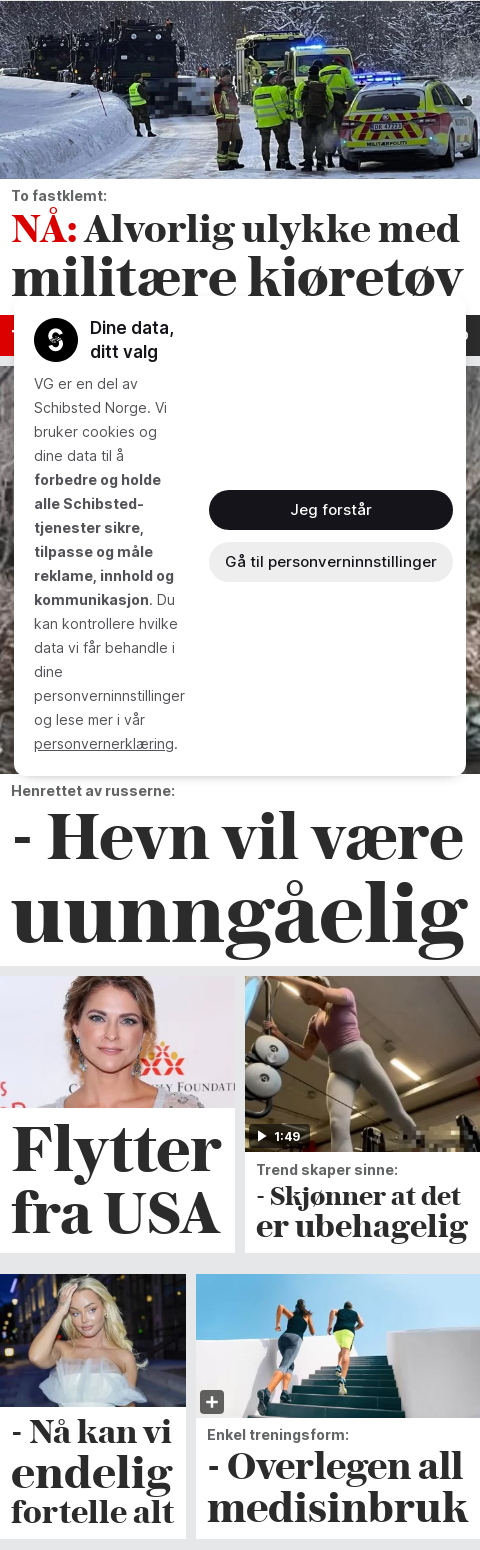 DR 47223
MILITÆRPOLITI
To fastklemt:
NÅ: Alvorlig ulykke med
militære kjøretøy
Dine data,
ditt valg
VG er en del av
Schibsted Norge. Vi
bruker cookies og
dine data til å
forbedre og holde
alle Schibsted-
tjenester sikre,
tilpasse og måle
reklame, innhold og
kommunikasjon. Du
kan kontrollere hvilke
data vi får behandle i
dine
personverninnstillinger
og lese mer i vår
personvernerklæring.
Jeg forstår
Gå til personverninnstillinger
Henrettet av russerne:
- Hevn vil være
uunngåelig
Flytter
fra USA
1:49
Trend skaper sinne:
- Skjønner at det
er ubehagelig
- Nå kan vi
endelig
fortelle alt
Enkel treningsform:
- Overlegen all
medisinbruk